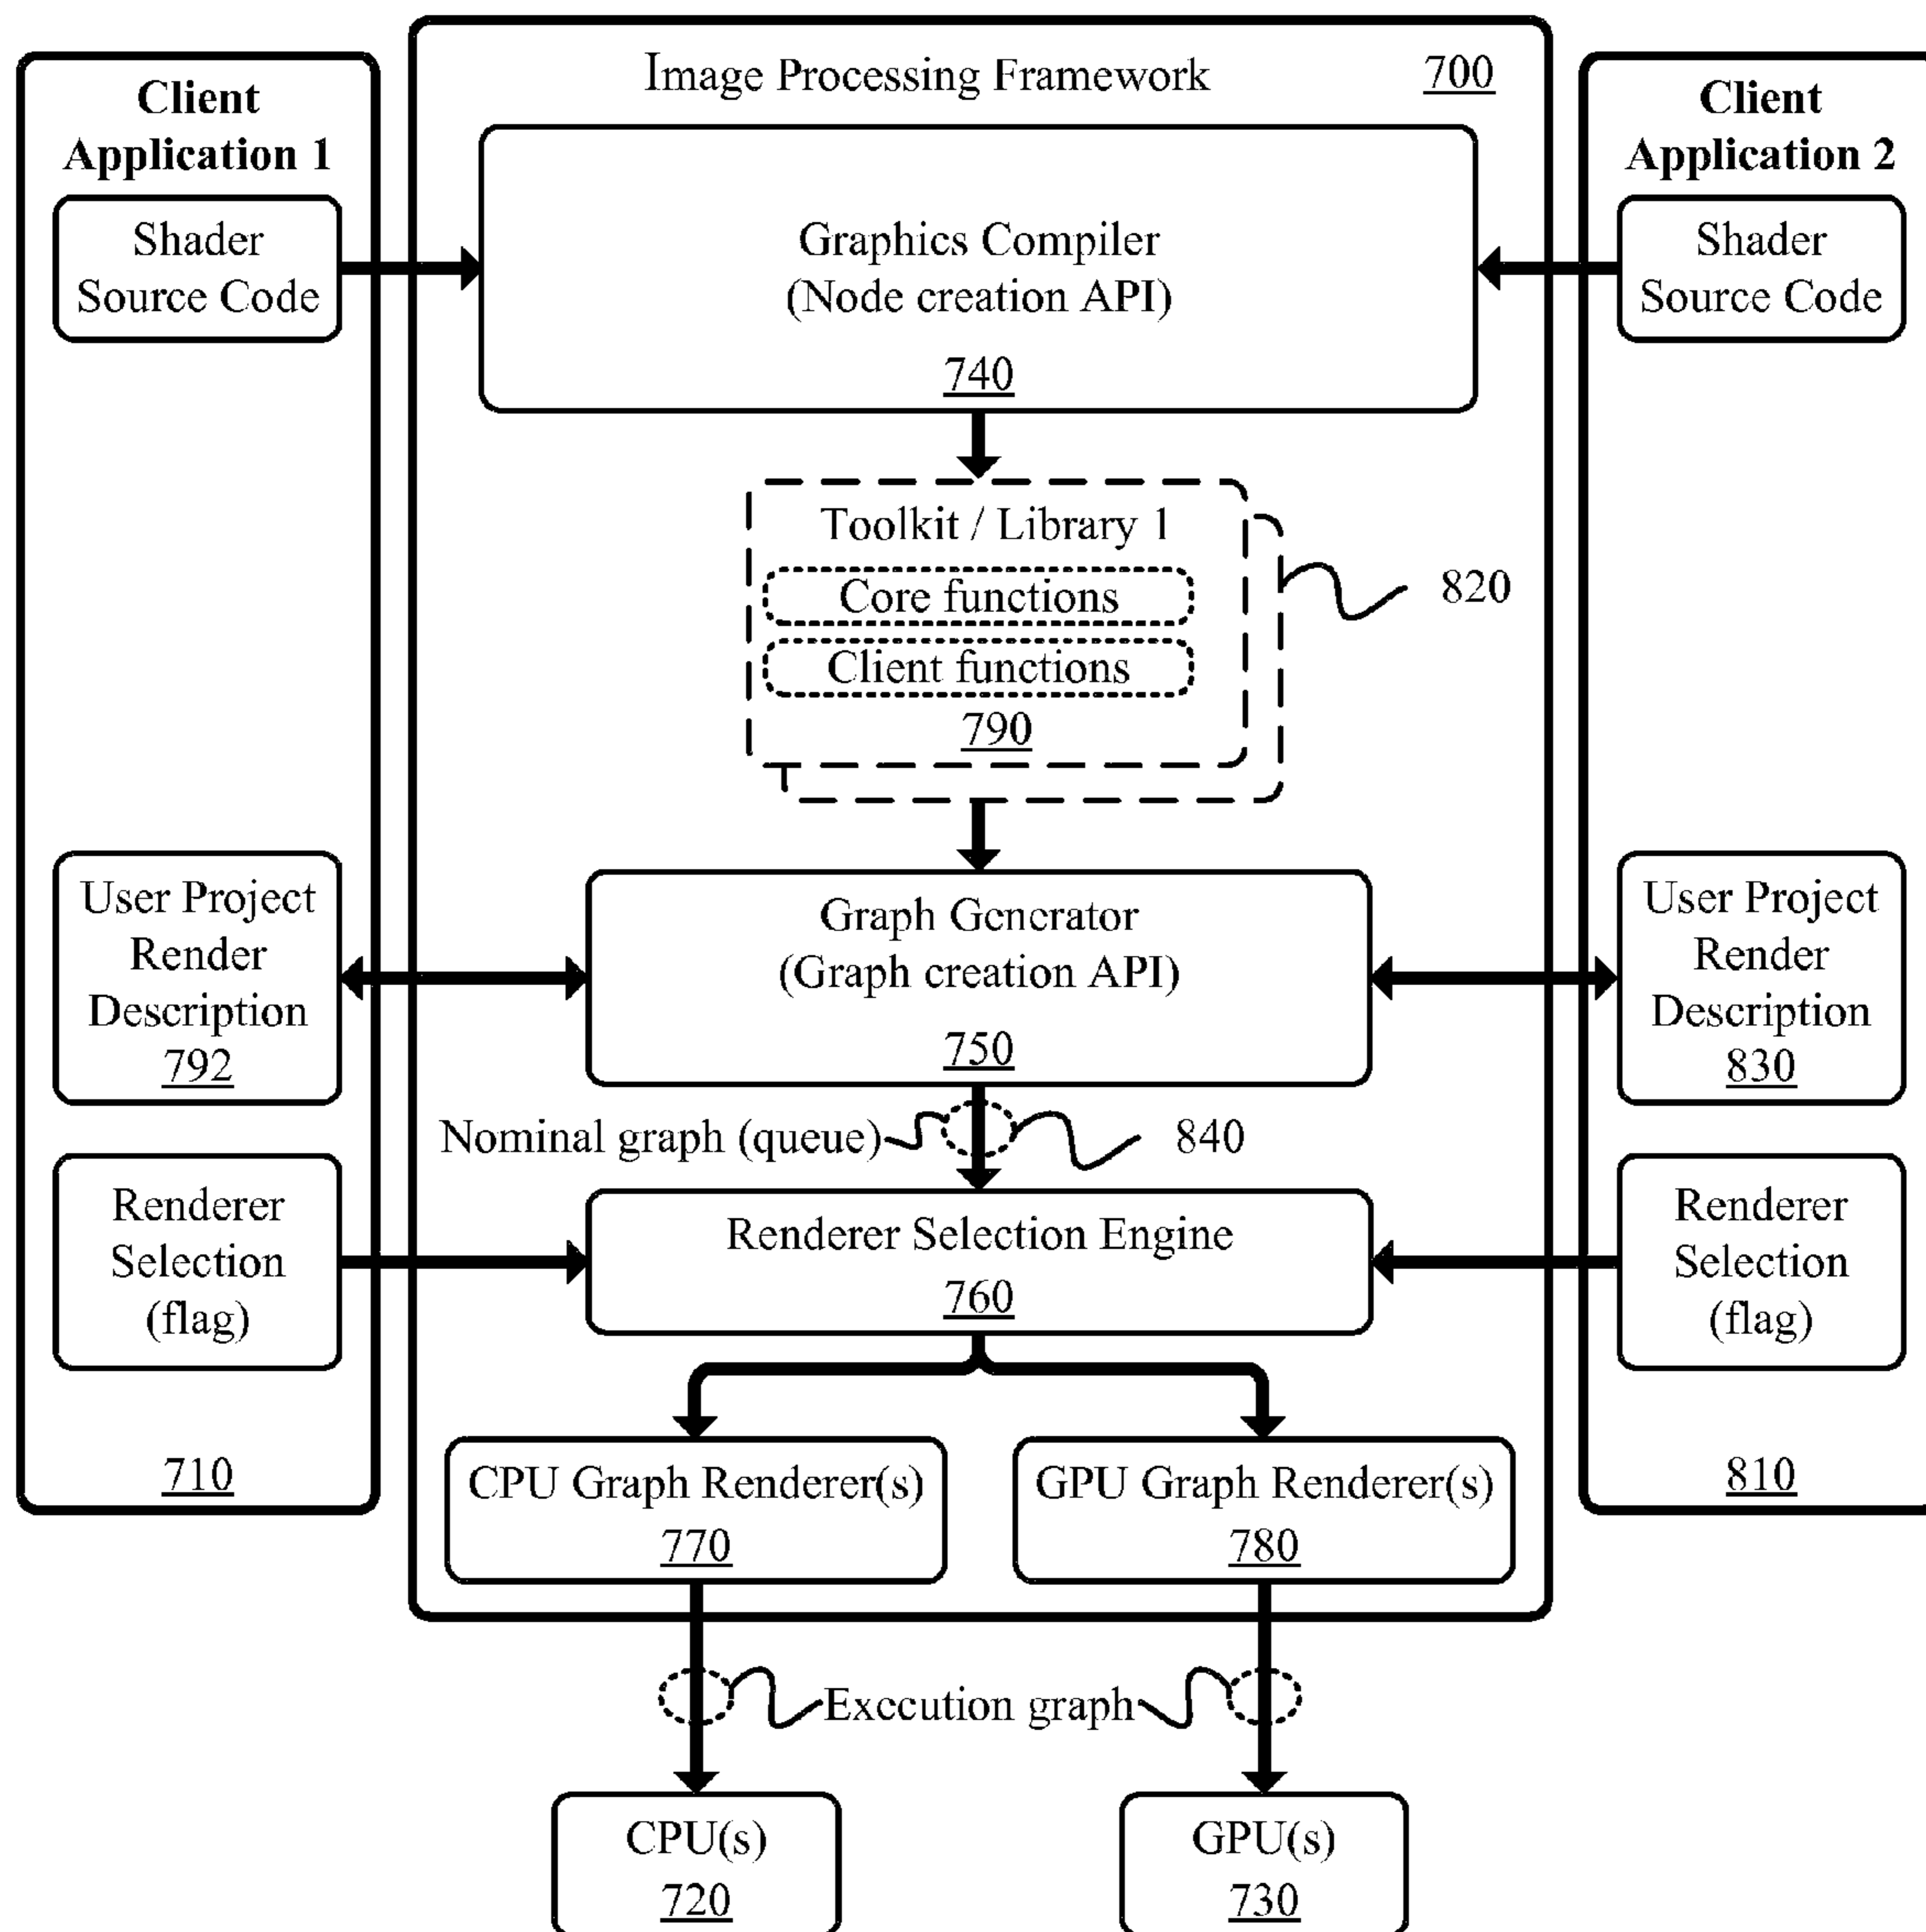 Image Processing Framework 700
Client
Application 1
Shader
Source Code
User Project
Render
Description
792
Renderer
Selection
(flag)
710
Graphics Compiler
(Node creation API)
740
Toolkit / Library 1
Core functions
Client functions
790
820
Graph Generator
(Graph creation API)
750
Nominal graph (queue)
840
Renderer Selection Engine
760
CPU Graph Renderer(s)
770
GPU Graph Renderer(s)
780
Execution graph
CPU(s)
720
GPU(s)
730
Client
Application 2
Shader
Source Code
User Project
Render
Description
830
Renderer
Selection
(flag)
810